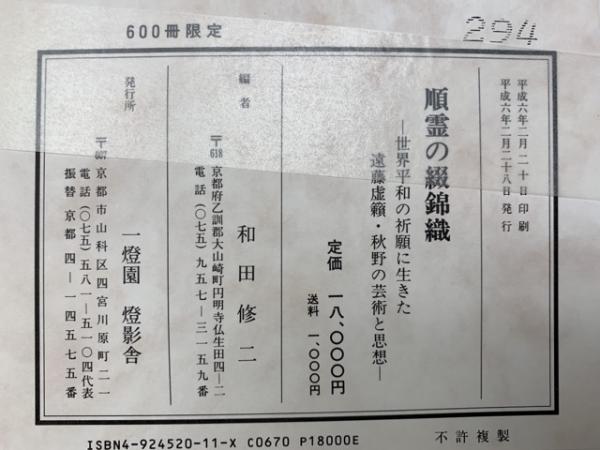 600冊限定
294
平成六年二月二十日印刷
平成六年二月二十八日発行
順霊の綴錦織
―世界平和の祈願に生きた
遠藤虚籟・秋野の芸術と思想―
定価 一八、〇〇〇円
送料 一、〇〇〇円
編者
和田修二
〒618 京都府乙訓郡大山崎町円明寺仏生田四―二
電話(〇七五)九五七―三一五九番
発行所
一燈園 燈影舎
〒607 京都市山科区四宮川原町二一
電話(〇七五)五八一―五一〇四代表
振替京都四―一四五七五番
ISBN4-924520-11-X C0670 P18000E
不許複製